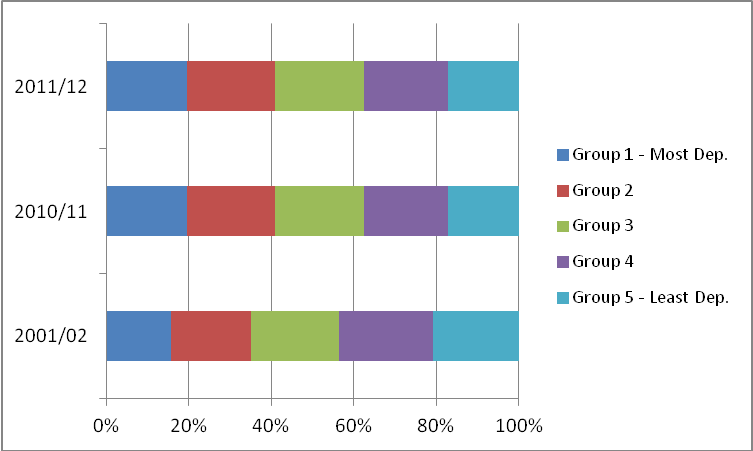 2011/12
2010/11
2001/02
0% 20% 40% 60% 80% 100%
Group 1 - Most Dep.
Group 2
Group 3
Group 4
Group 5 - Least Dep.